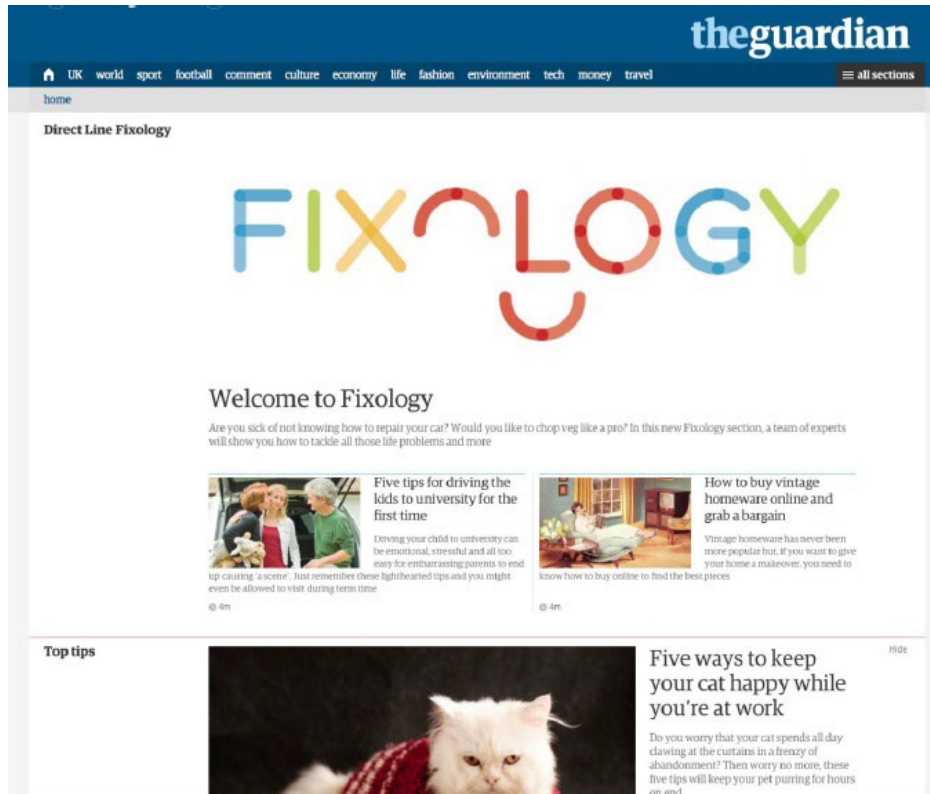 theguardian
UK world sport football comment culture economy life fashion environment tech money travel
all sections
home
Direct Line Fixology
FIXOLOGY
Welcome to Fixology
Are you sick of not knowing how to repair your cat? Would you like to chop veg like a pro? In this new Fixology section, a team of experts
will show you how to tackle all those life problems and more
Five tips for driving the
kids to university for the
first time
Driving your child to university can
be emotional, stressful and all too
easy for embarrassing parents to end
up causing 'a scene'. Just remember these lighthearted tips and you might
even be allowed to visit during term time
4m
How to buy vintage
homeware online and
grab a bargain
Vintage homeware has never been
more popular but, if you want to give
your home a makeover, you need to
know how to buy online to find the best pieces
4m
Top tips
Hide
Five ways to keep
your cat happy while
you're at work
Do you worry that your cat spends all day
clawing at the curtains in a frenzy of
abandonment? Then worry no more, these
five tips will keep your pet purring for hours
on end